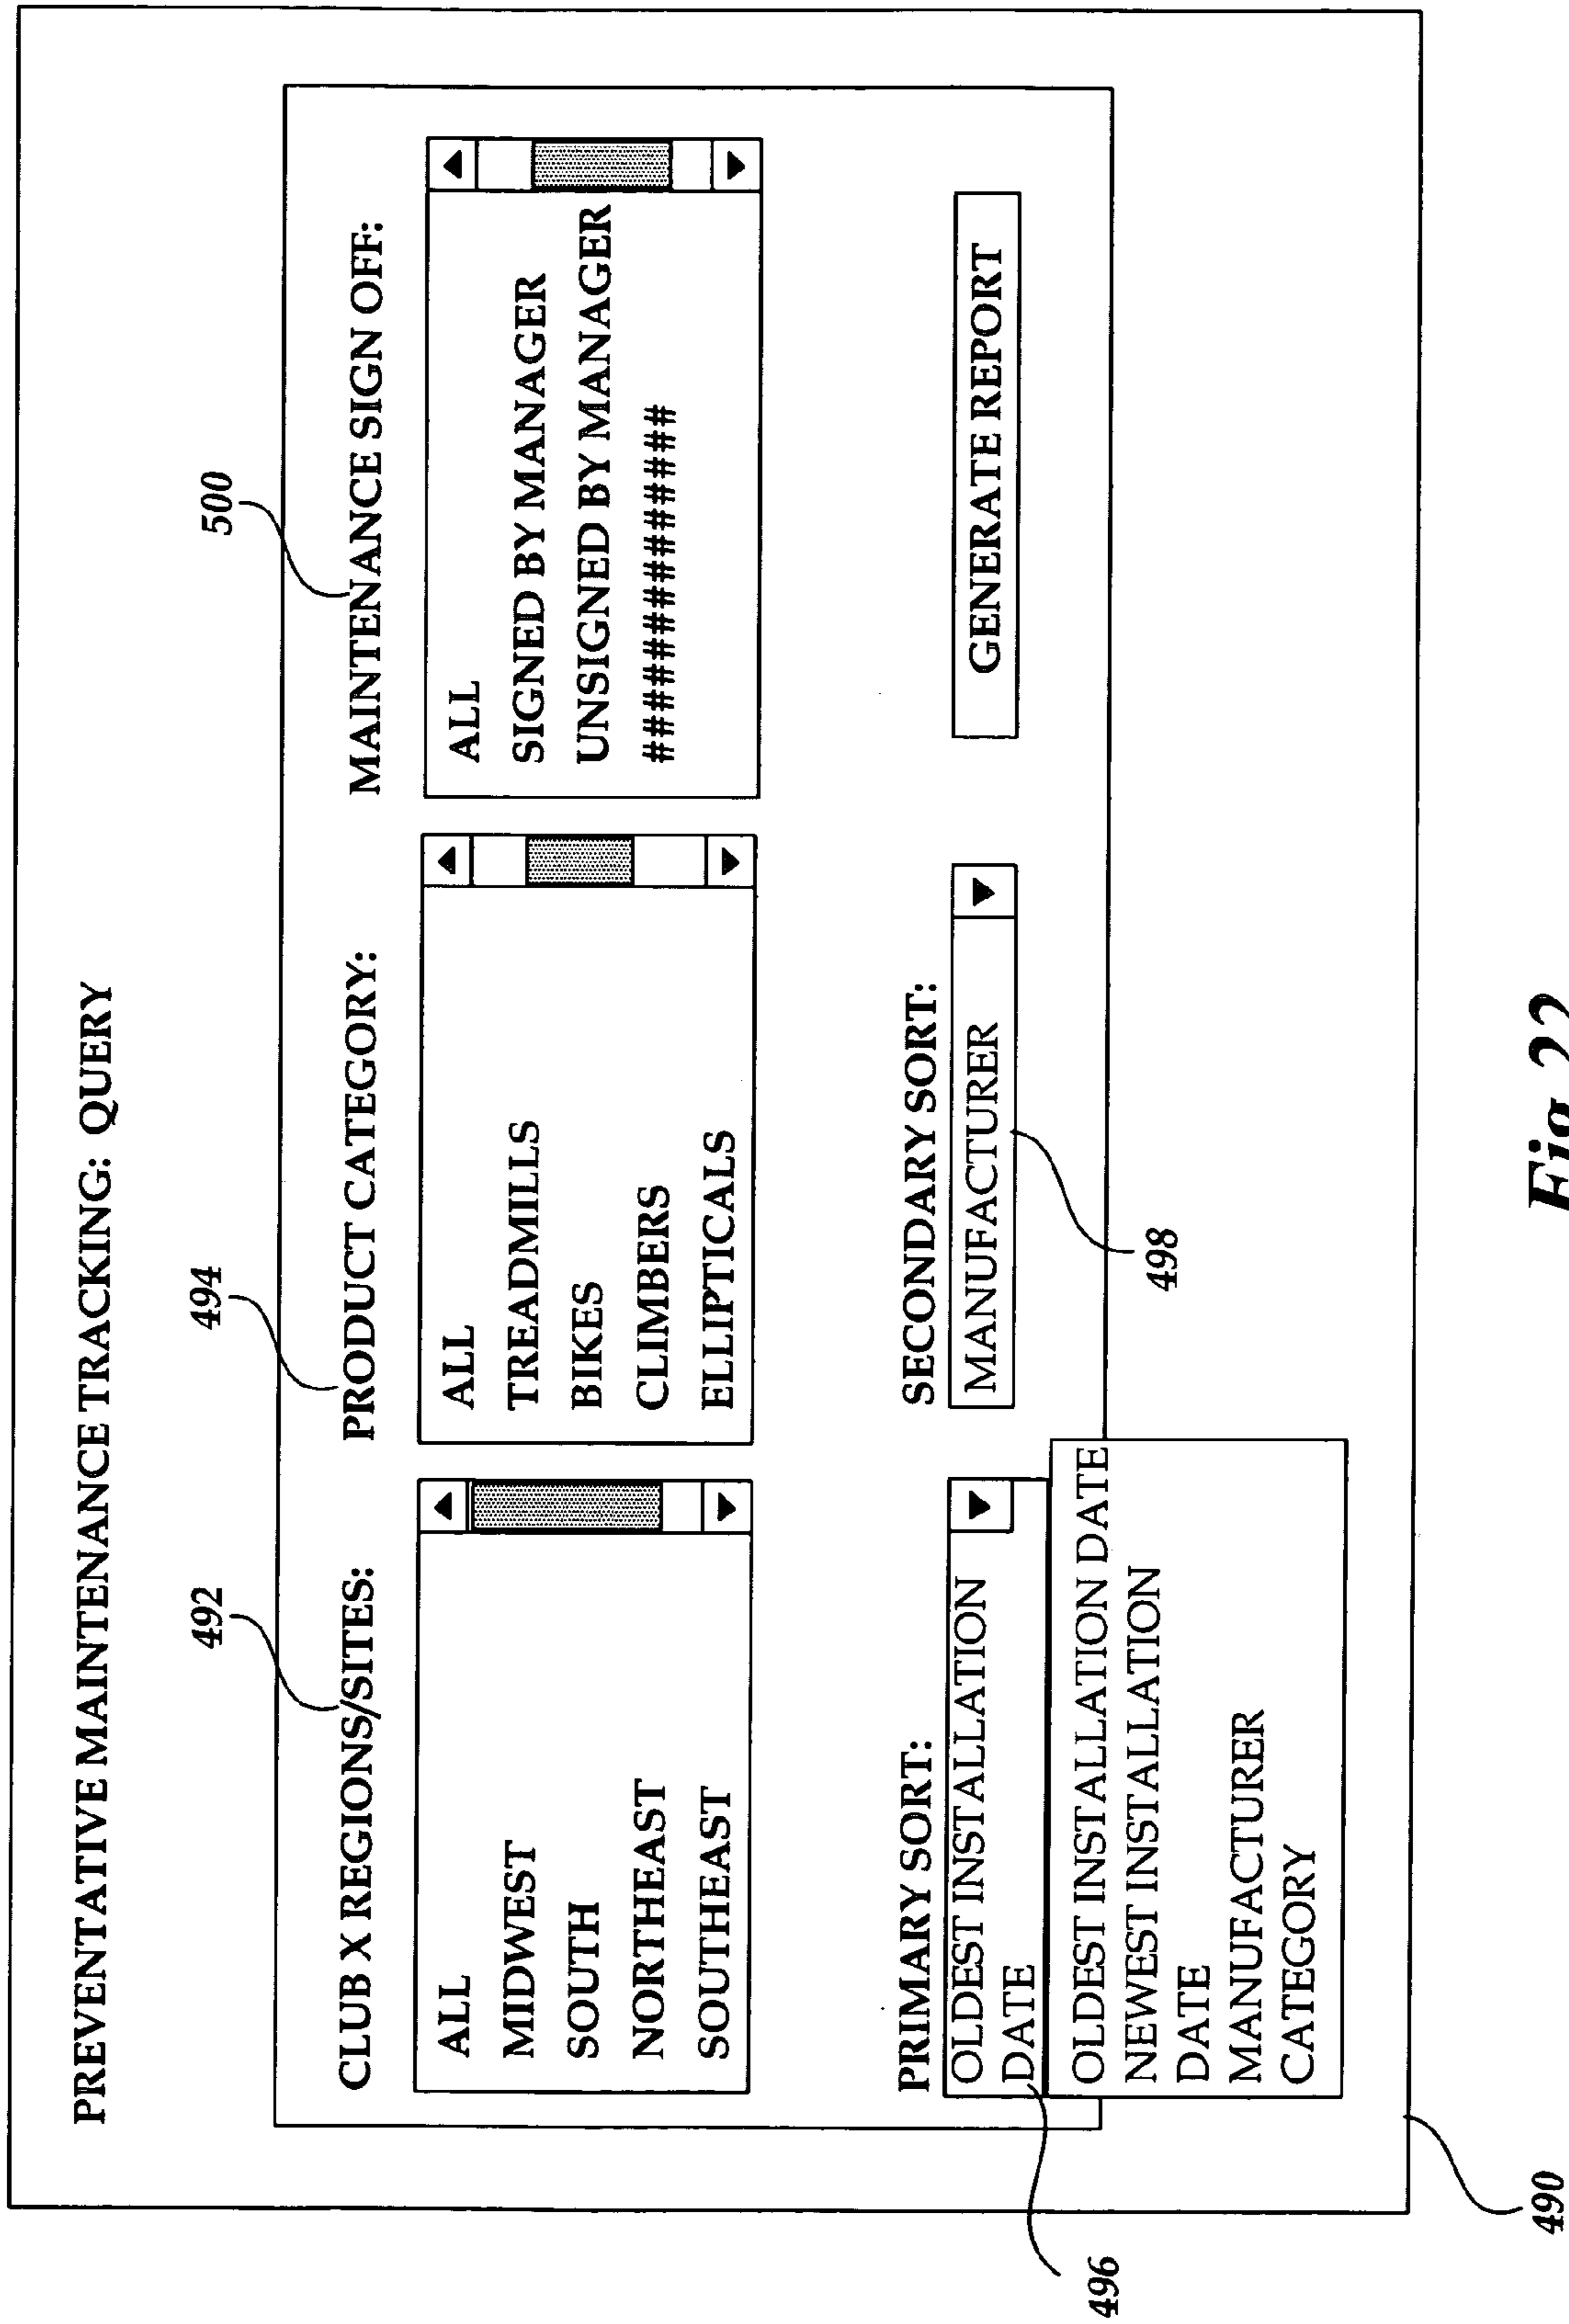 PREVENTATIVE MAINTENANCE TRACKING: QUERY
492
494
500
CLUB X REGIONS/SITES:
ALL
MIDWEST
SOUTH
NORTHEAST
SOUTHEAST
PRODUCT CATEGORY:
ALL
TREADMILLS
BIKES
CLIMBERS
ELLIPTICALS
MAINTENANCE SIGN OFF:
ALL
SIGNED BY MANAGER
UNSIGNED BY MANAGER
##############
PRIMARY SORT:
OLDEST INSTALLATION
DATE
OLDEST INSTALLATION DATE
NEWEST INSTALLATION
DATE
MANUFACTURER
CATEGORY
SECONDARY SORT:
MANUFACTURER
GENERATE REPORT
496
498
490
Fig.22